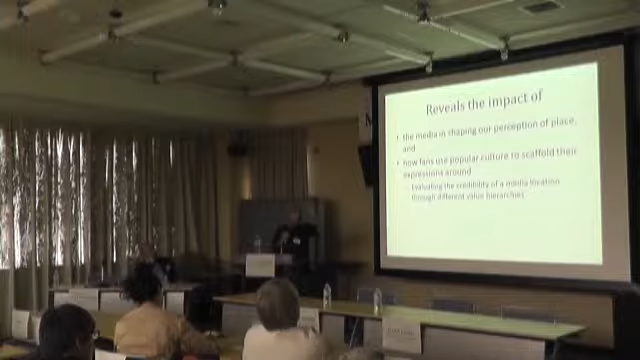 Reveals the impact of
• the media in shaping our perception of place,
and
• how fans use popular culture to scaffold their
expressions around
– Evaluating the credibility of a media location
through different value hierarchies